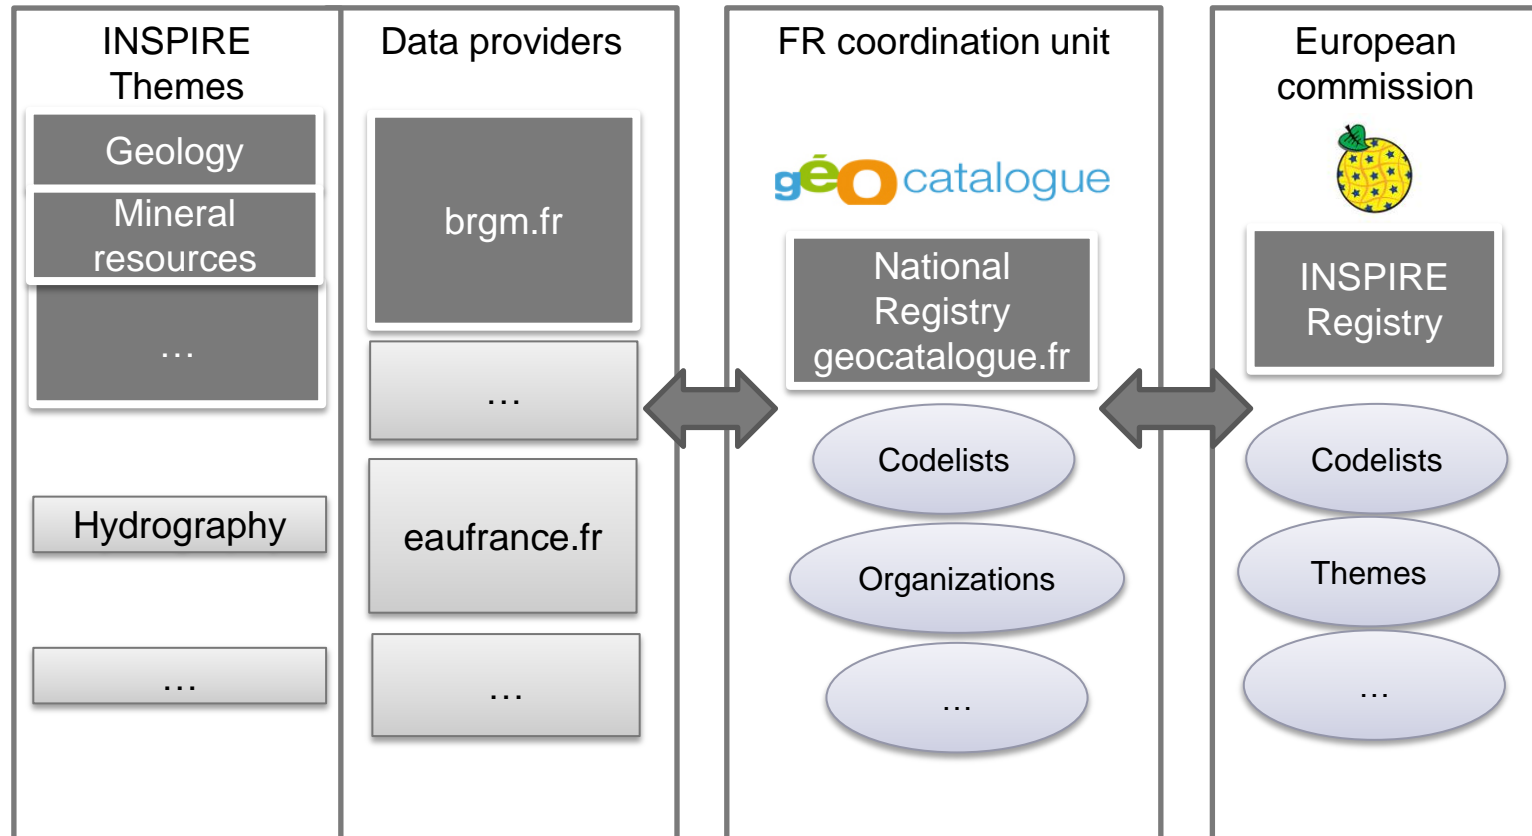 INSPIRE
Themes
Geology
Mineral
resources
…
Hydrography
…
Data providers
brgm.fr
…
eaufrance.fr
…
FR coordination unit
géocatalogue
National
Registry
geocatalogue.fr
Codelists
Organizations
…
European
commission
INSPIRE
Registry
Codelists
Themes
…